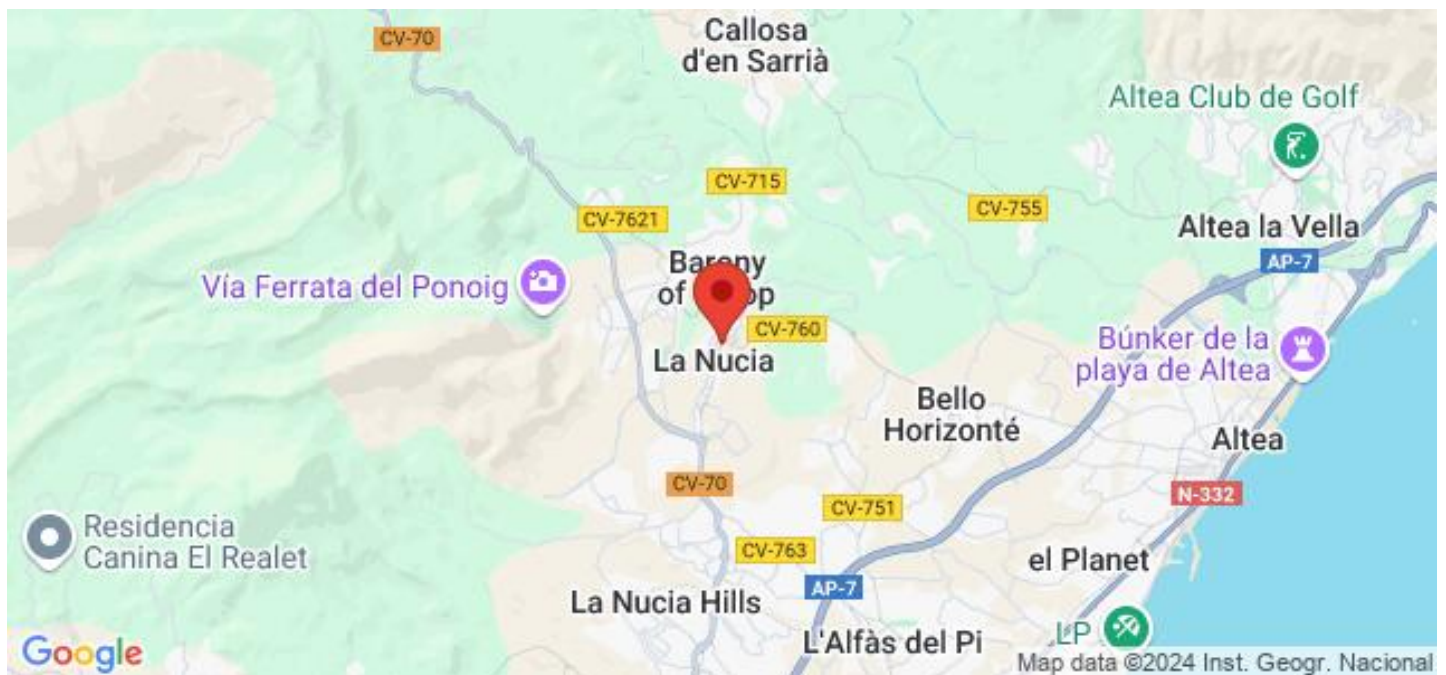 CV-70
Callosa
d'en Sarrià
Altea Club de Golf
CV-715
CV-755
CV-7621
Altea la Vella
AP-7
Vía Ferrata del Ponoig
of
CV-760
La Nucia
Búnker de la
playa de Altea
Bello
Horizonté
Altea
CV-70
N-332
CV-751
Residencia
Canina El Realet
CV-763
el Planet
AP-7
La Nucia Hills
L'Alfàs del Pi
LP
Google
Map data ©2024 Inst. Geogr. Nacional